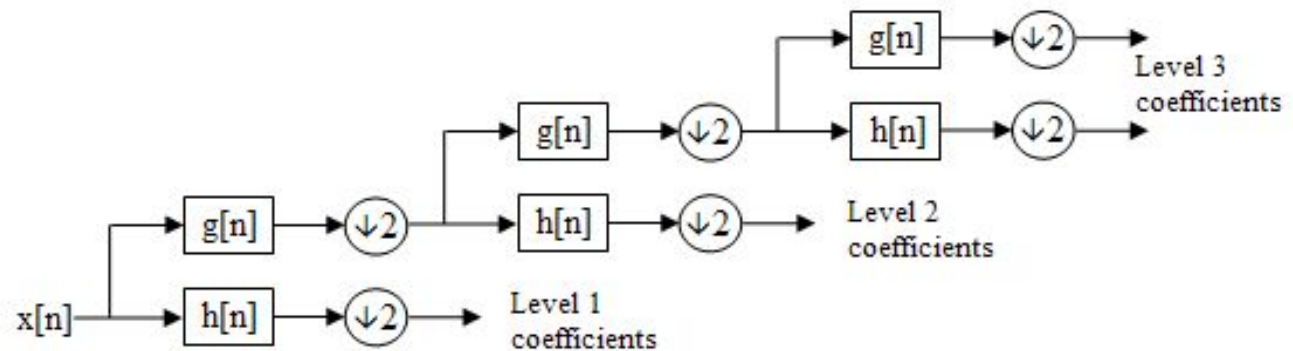 g[n] ↓2
Level 3
coefficients
g[n] ↓2 h[n] ↓2
g[n] ↓2 h[n] ↓2
Level 2
coefficients
x[n] h[n] ↓2
Level 1
coefficients